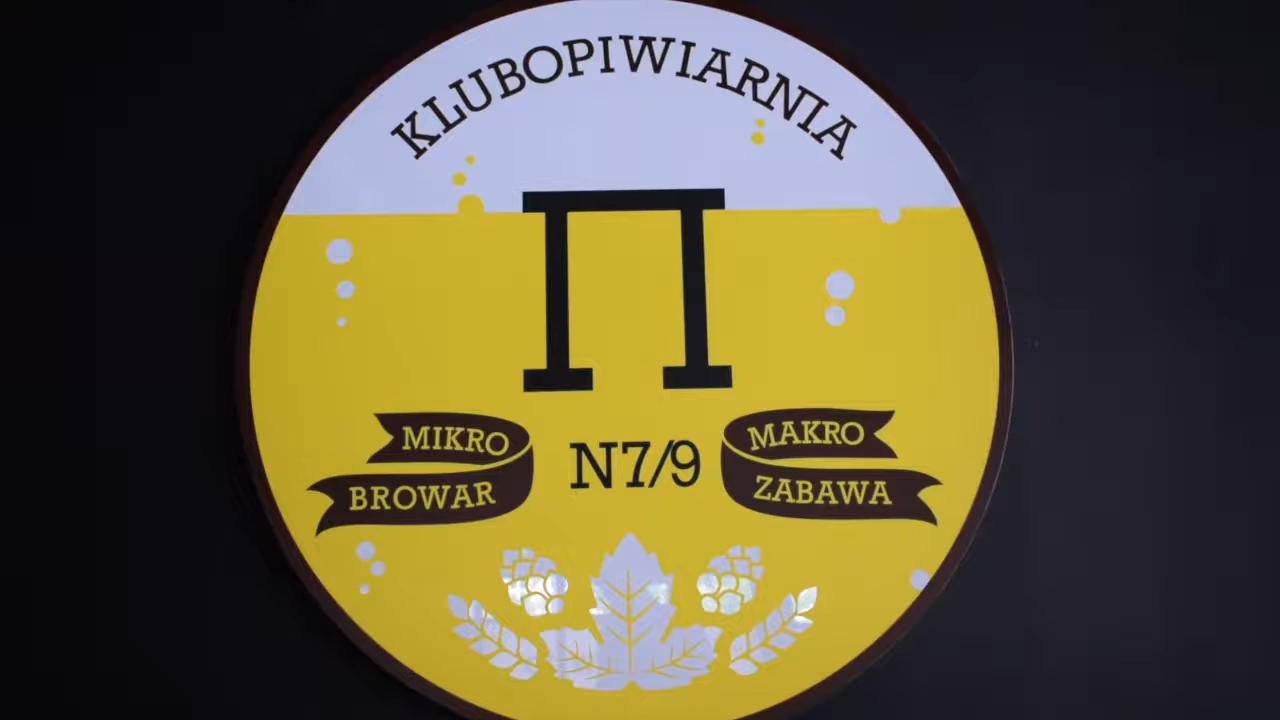 KLUBOPIWIARNIA
П
MIKRO
BROWAR
N7/9
MAKRO
ZABAWA